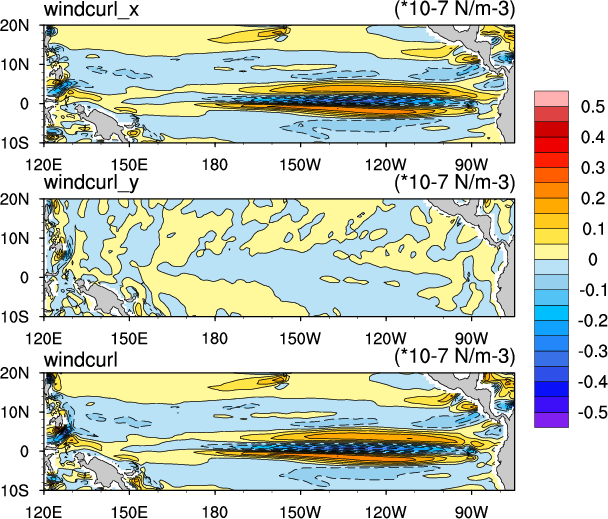 windcurl_x (*10-7 N/m-3)
20N
10N
0
10S
120E 150E 180 150W 120W 90W
windcurl_y (*10-7 N/m-3)
20N
10N
0
10S
120E 150E 180 150W 120W 90W
windcurl (*10-7 N/m-3)
20N
10N
0
10S
120E 150E 180 150W 120W 90W
0.5
0.4
0.3
0.2
0.1
0
-0.1
-0.2
-0.3
-0.4
-0.5